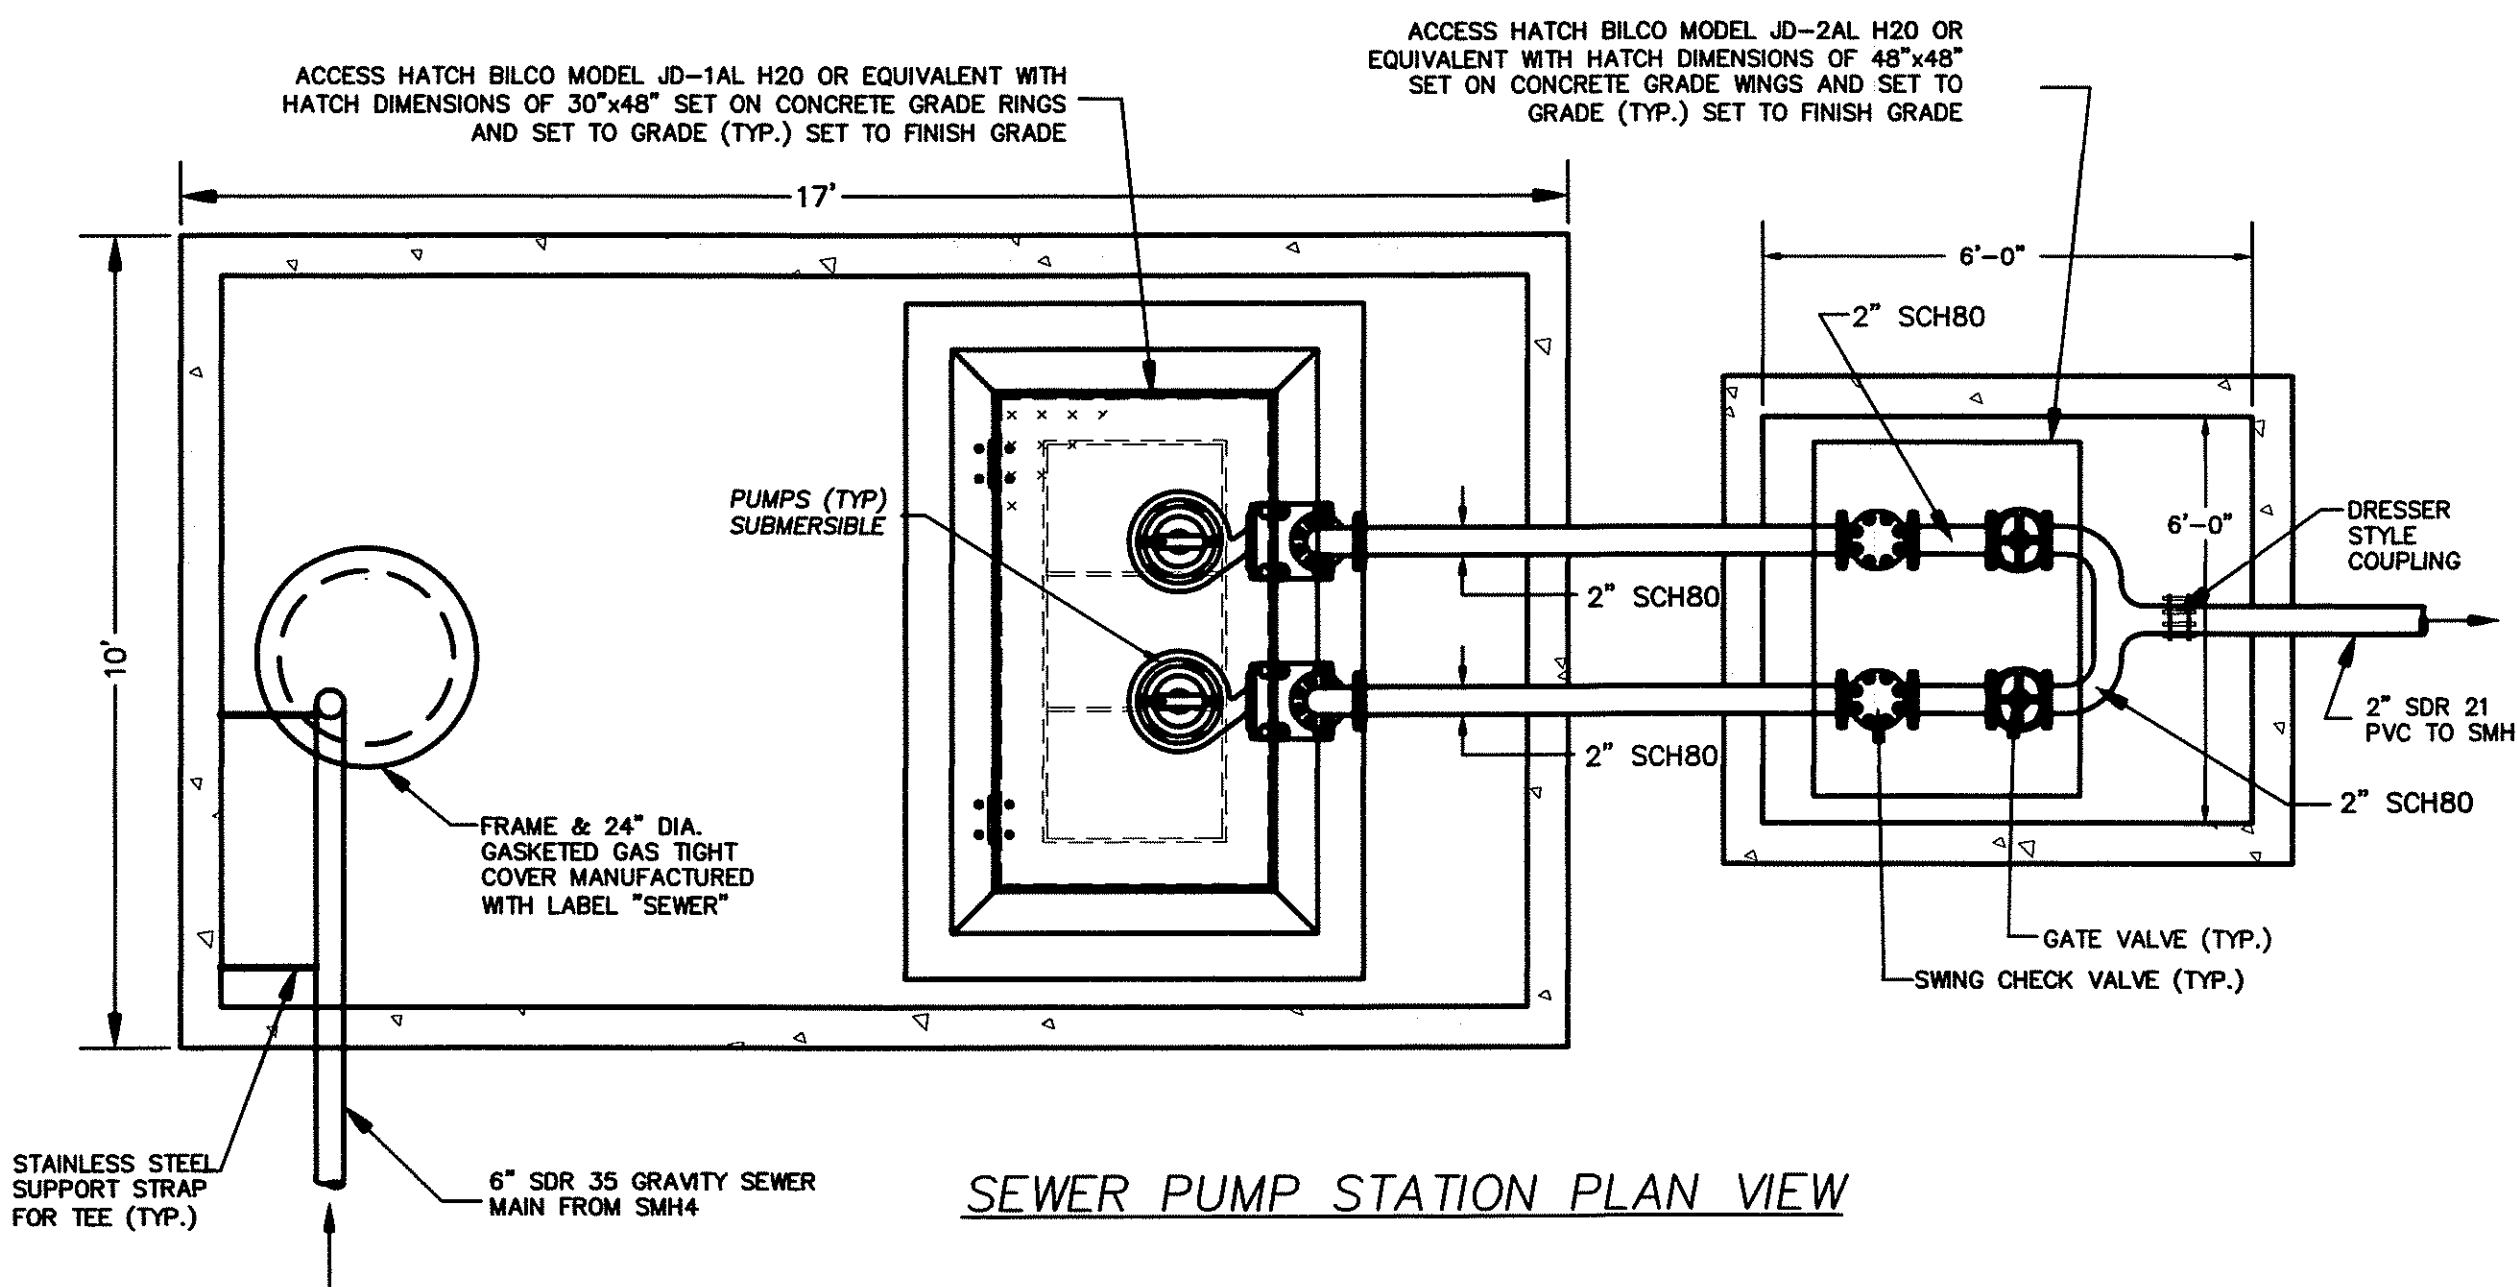 ACCESS HATCH BILCO MODEL JD-1AL H20 OR EQUIVALENT WITH
HATCH DIMENSIONS OF 30"x48" SET ON CONCRETE GRADE RINGS
AND SET TO GRADE (TYP.) SET TO FINISH GRADE
ACCESS HATCH BILCO MODEL JD-2AL H20 OR
EQUIVALENT WITH HATCH DIMENSIONS OF 48"x48"
SET ON CONCRETE GRADE WINGS AND SET TO
GRADE (TYP.) SET TO FINISH GRADE
17'
6'-0"
2" SCH80
10'
PUMPS (TYP)
SUBMERSIBLE
6'-0"
DRESSER
STYLE
COUPLING
2" SCH80
2" SCH80
2" SDR 21
PVC TO SMH
2" SCH80
FRAME & 24" DIA.
GASKETED GAS TIGHT
COVER MANUFACTURED
WITH LABEL "SEWER"
GATE VALVE (TYP.)
SWING CHECK VALVE (TYP.)
STAINLESS STEEL
SUPPORT STRAP
FOR TEE (TYP.)
6" SDR 35 GRAVITY SEWER
MAIN FROM SMH4
SEWER PUMP STATION PLAN VIEW